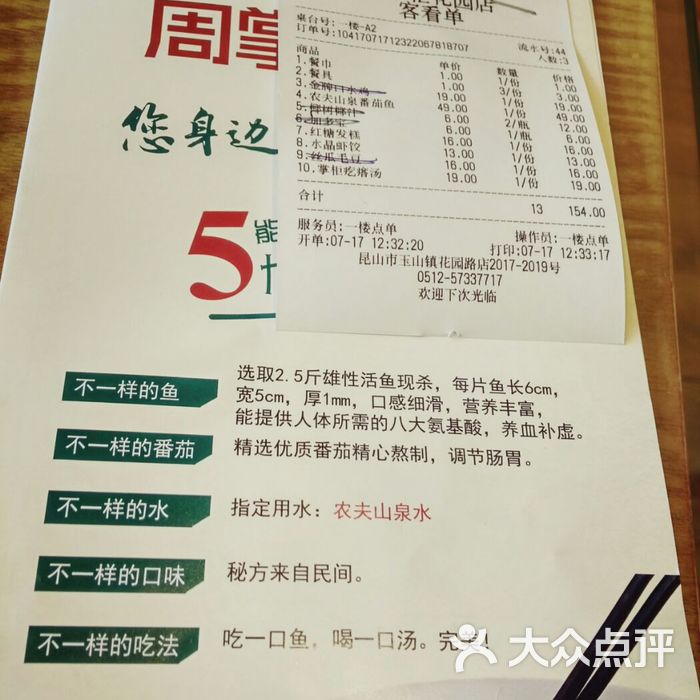 周掌
您身边
5
能
花园店
客看单
桌台号: 一楼-A2
订单号: 10417071712322067818707
流水号: 44
人数: 3
商品 单价 数量 价格
1.餐巾 1.00 1/份 1.00
2.餐具 1.00 3/份 3.00
3.金牌口水鸡 19.00 1/份 19.00
4.农夫山泉番茄鱼 49.00 1/份 49.00
5.椰树椰汁 6.00 2/瓶 12.00
6.加多宝 6.00 1/瓶 6.00
7.红糖发糕 16.00 1/份 16.00
8.水晶虾饺 13.00 1/份 13.00
9.丝瓜毛豆 16.00 1/份 16.00
10.掌柜疙瘩汤 19.00 1/份 19.00
合计 13 154.00
服务员: 一楼点单 操作员: 一楼点单
开单:07-17 12:32:20 打印:07-17 12:33:17
昆山市玉山镇花园路店2017-2019号
0512-57337717
欢迎下次光临
不一样的鱼 选取2.5斤雄性活鱼现杀，每片鱼长6cm，
宽5cm，厚1mm，口感细滑，营养丰富，
能提供人体所需的八大氨基酸，养血补虚。
不一样的番茄 精选优质番茄精心熬制，调节肠胃。
不一样的水 指定用水：农夫山泉水
不一样的口味 秘方来自民间。
不一样的吃法 吃一口鱼，喝一口汤。完美！
大众点评